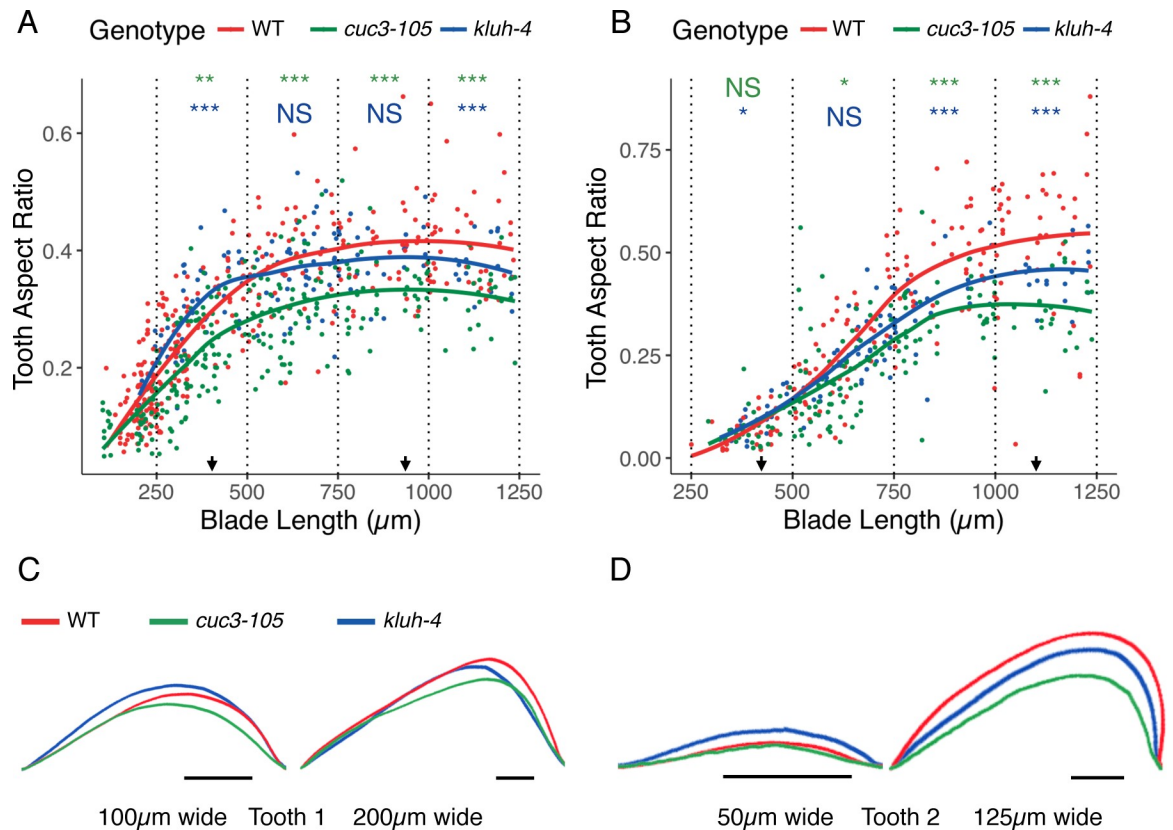 A
Genotype WT cuc3-105 kluh-4
** *** *** ***
*** NS NS ***
0.6
0.4
0.2
Tooth Aspect Ratio
250 500 750 1000 1250
Blade Length (µm)
B
Genotype WT cuc3-105 kluh-4
NS * *** ***
* NS *** ***
0.75
0.50
0.25
0.00
Tooth Aspect Ratio
250 500 750 1000 1250
Blade Length (µm)
C
WT cuc3-105 kluh-4
100µm wide Tooth 1 200µm wide
D
50µm wide Tooth 2 125µm wide